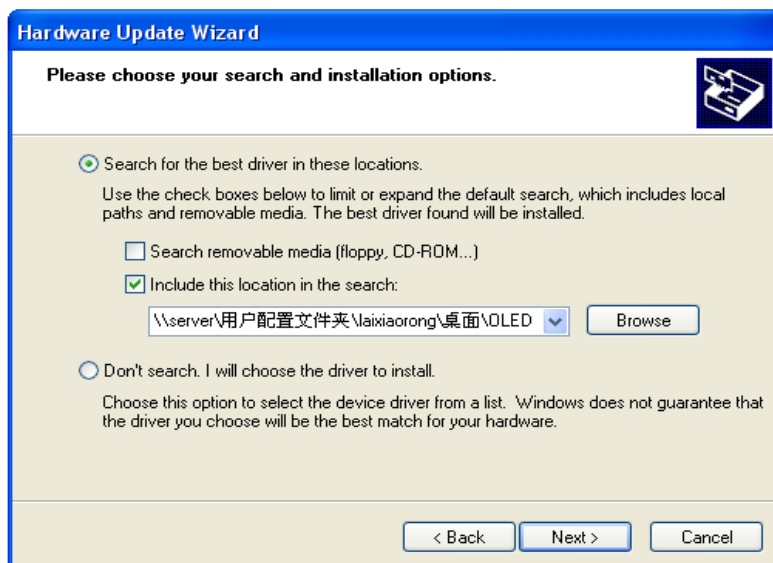 Hardware Update Wizard
Please choose your search and installation options.
Search for the best driver in these locations.
Use the check boxes below to limit or expand the default search, which includes local
paths and removable media. The best driver found will be installed.
Search removable media (floppy, CD-ROM...)
Include this location in the search:
\\server\用户配置文件夹\laixiaorong\桌面\OLED
Browse
Don't search. I will choose the driver to install.
Choose this option to select the device driver from a list. Windows does not guarantee that
the driver you choose will be the best match for your hardware.
< Back
Next >
Cancel